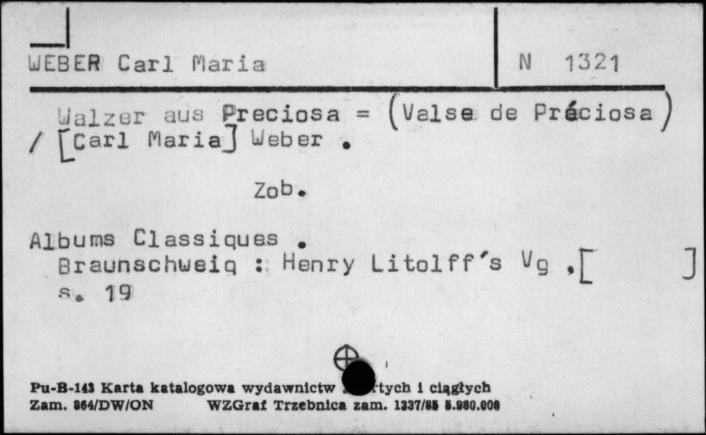 WEBER Carl Maria
N 1321
Walzer aus Preciosa = (Valse de Préciosa)
/ [Carl Maria] Weber .
Zob.
Albums Classiques .
Braunschweig : Henry Litolff's Vg ,[ ]
s. 19
Pu-B-143 Karta katalogowa wydawnictw rtych i ciągłych
Zam. 864/DW/ON WZGraf Trzebnica zam. 1337/85 5.980.000